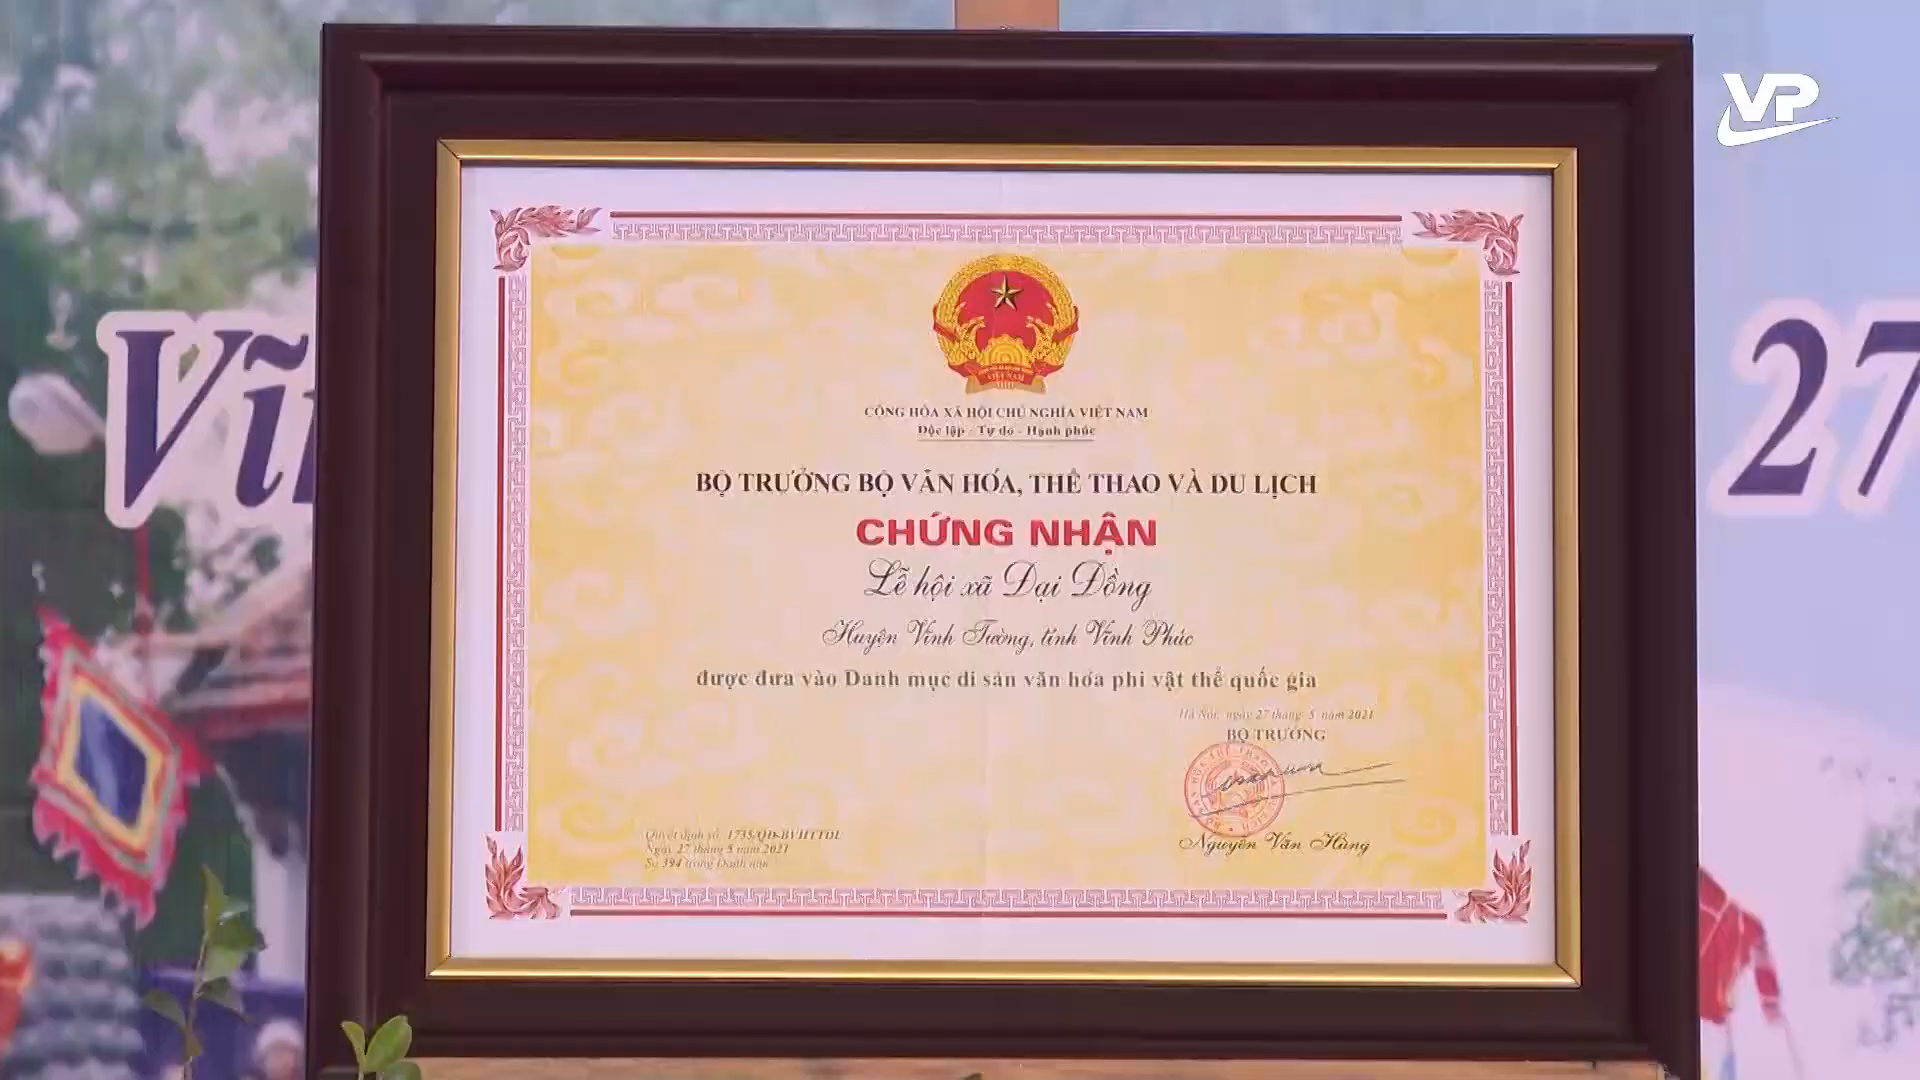 VP
Vĩ
27
VIỆT NAM
CỘNG HÒA XÃ HỘI CHỦ NGHĨA VIỆT NAM
Độc lập - Tự do - Hạnh phúc
BỘ TRƯỞNG BỘ VĂN HÓA, THỂ THAO VÀ DU LỊCH
CHỨNG NHẬN
Lễ hội xã Đại Đồng
Huyện Vĩnh Tường, tỉnh Vĩnh Phúc
được đưa vào Danh mục di sản văn hóa phi vật thể quốc gia
Hà Nội, ngày 27 tháng 5 năm 2021
BỘ TRƯỞNG
Nguyễn Văn Hùng
Quyết định số: 1735/QĐ-BVHTTDL
Ngày 27 tháng 5 năm 2021
Số 394 trong Danh mục